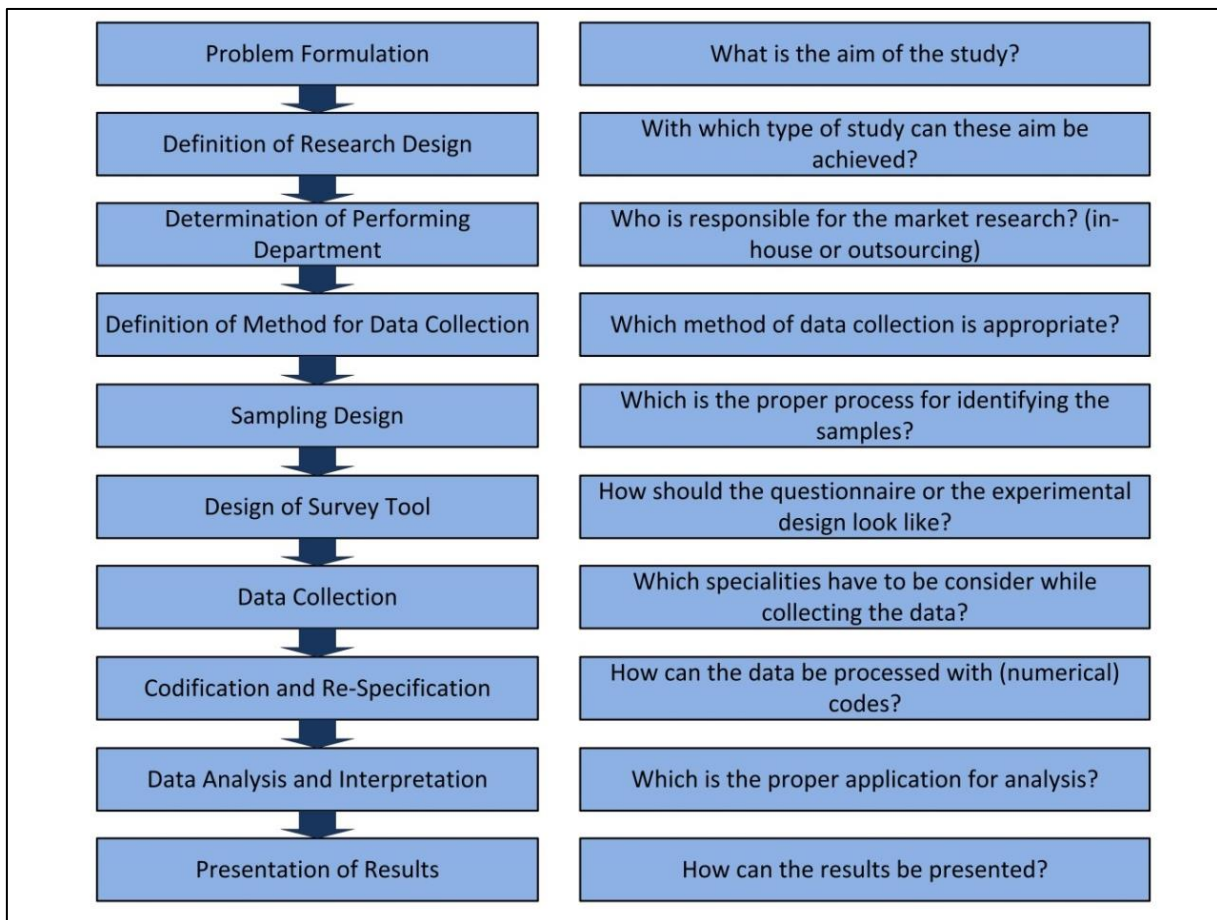 Problem Formulation
What is the aim of the study?
Definition of Research Design
With which type of study can these aim be
achieved?
Determination of Performing
Department
Who is responsible for the market research? (in-
house or outsourcing)
Definition of Method for Data Collection
Which method of data collection is appropriate?
Sampling Design
Which is the proper process for identifying the
samples?
Design of Survey Tool
How should the questionnaire or the experimental
design look like?
Data Collection
Which specialities have to be consider while
collecting the data?
Codification and Re-Specification
How can the data be processed with (numerical)
codes?
Data Analysis and Interpretation
Which is the proper application for analysis?
Presentation of Results
How can the results be presented?